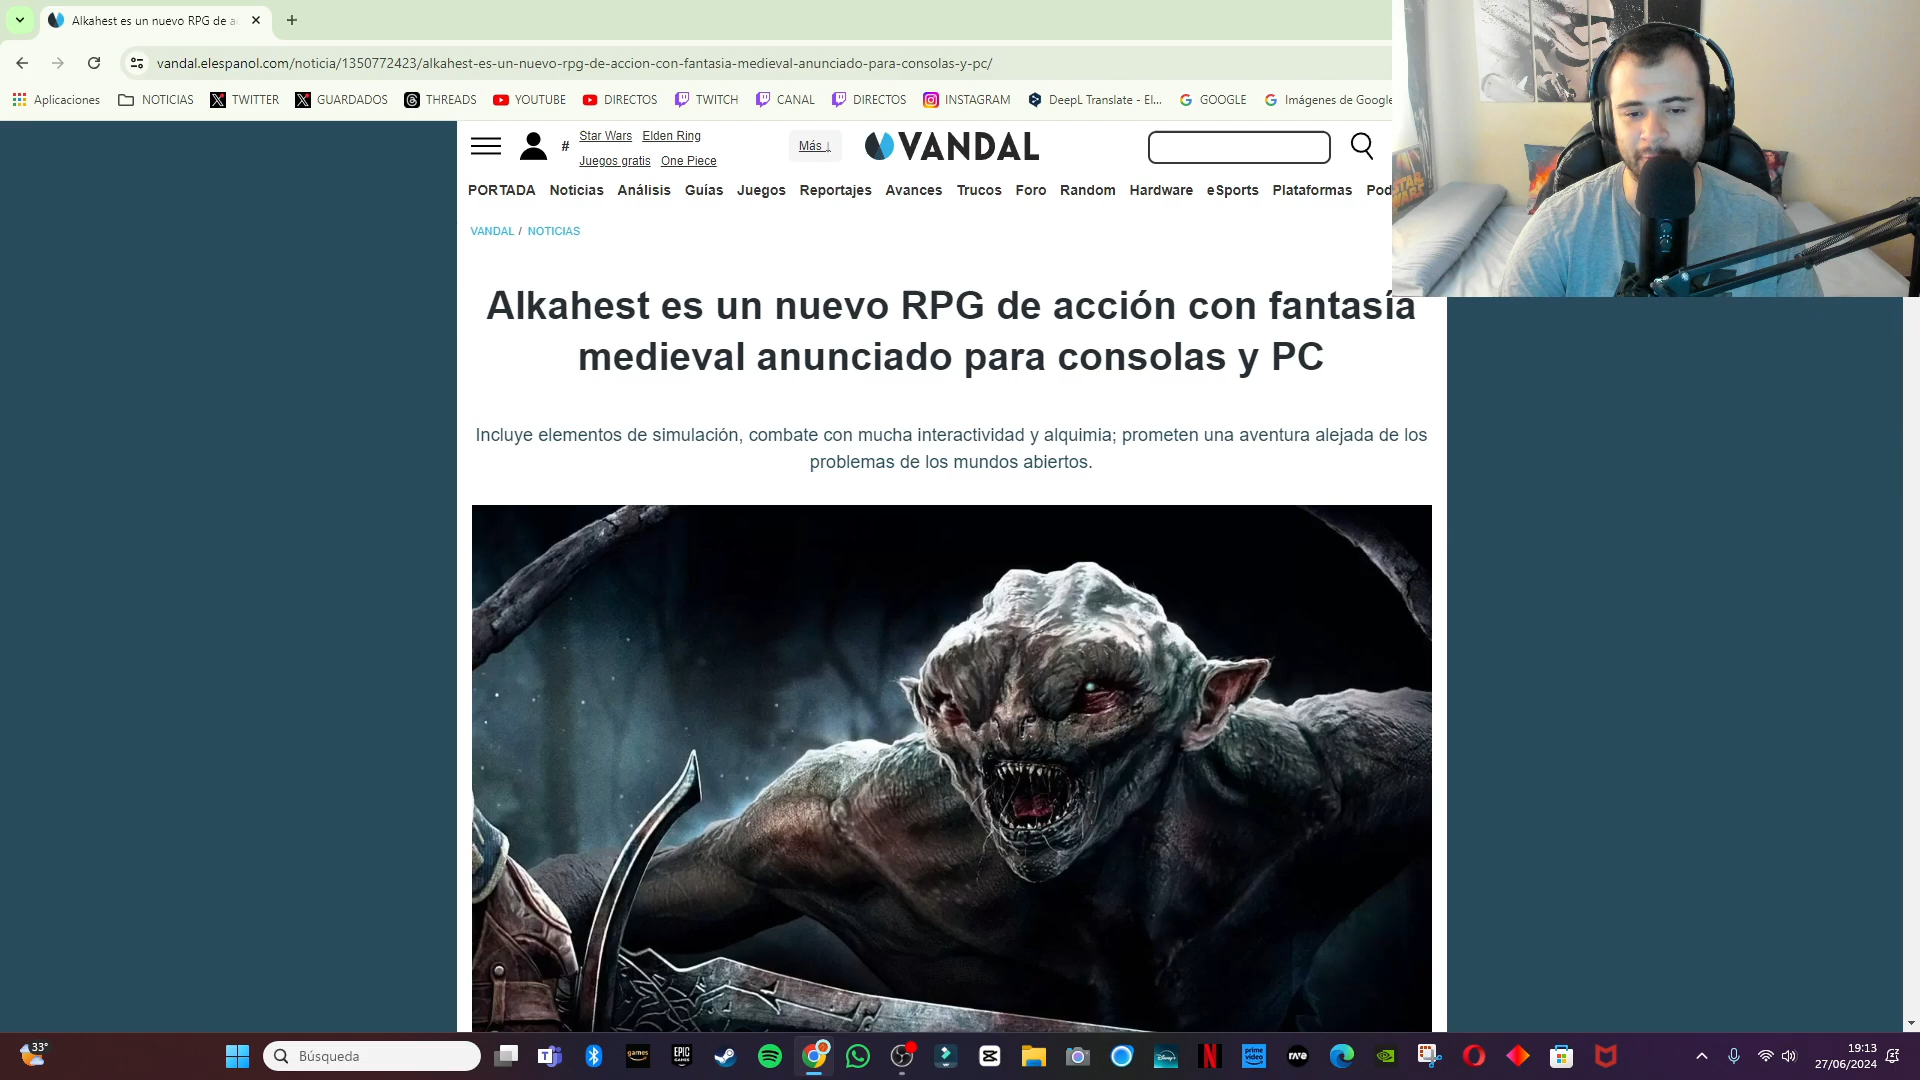 Alkahest es un nuevo RPG de a
vandal.elespanol.com/noticia/1350772423/alkahest-es-un-nuevo-rpg-de-accion-con-fantasia-medieval-anunciado-para-consolas-y-pc/
Aplicaciones NOTICIAS TWITTER GUARDADOS THREADS YOUTUBE DIRECTOS TWITCH CANAL DIRECTOS INSTAGRAM DeepL Translate - El... GOOGLE Imágenes de Google
# Star Wars Elden Ring
Juegos gratis One Piece
Más ↓
VANDAL
PORTADA Noticias Análisis Guías Juegos Reportajes Avances Trucos Foro Random Hardware eSports Plataformas Pod
VANDAL / NOTICIAS
Alkahest es un nuevo RPG de acción con fantasía
medieval anunciado para consolas y PC
Incluye elementos de simulación, combate con mucha interactividad y alquimia; prometen una aventura alejada de los
problemas de los mundos abiertos.
33°
Búsqueda
19:13
27/06/2024